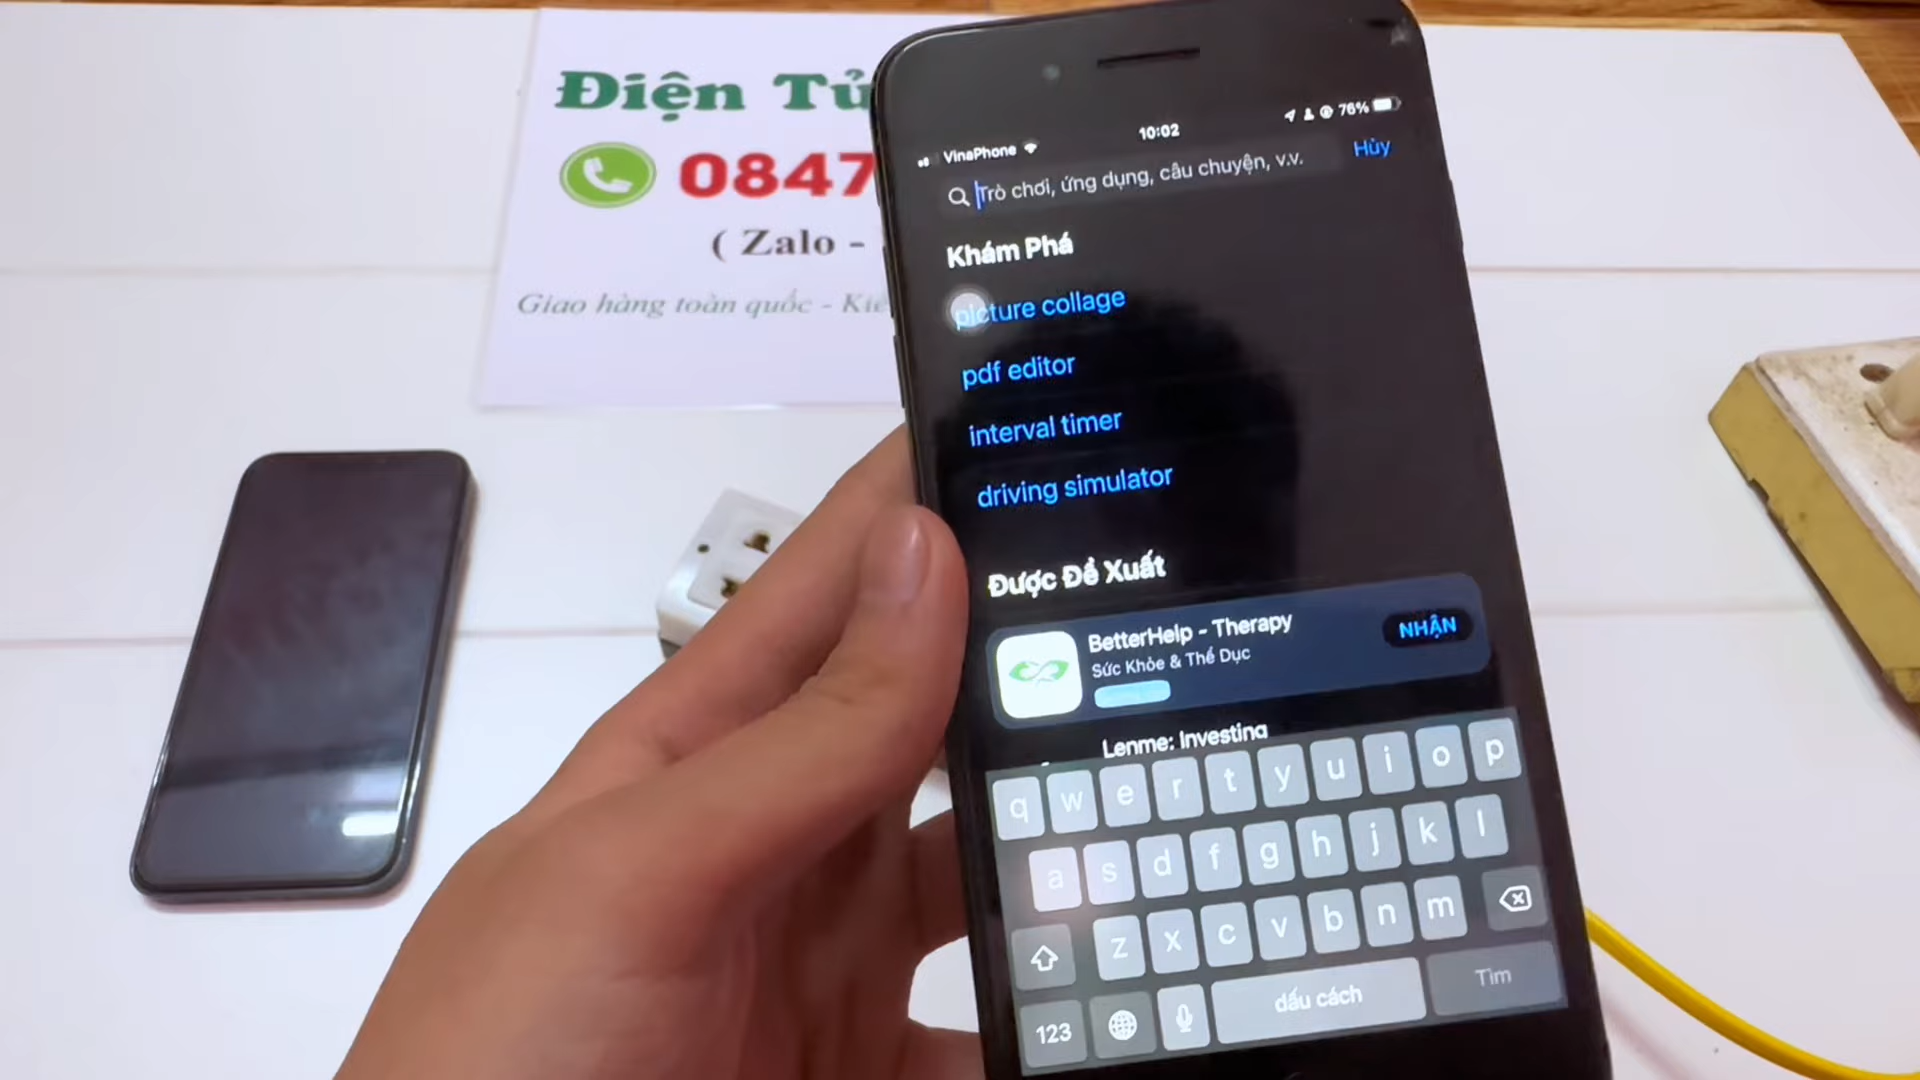 Điện Tử
0847
( Zalo -
Giao hàng toàn quốc -
VinaPhone
10:02
76%
Trò chơi, ứng dụng, câu chuyện, v.v.
Hủy
Khám Phá
picture collage
pdf editor
interval timer
driving simulator
Được Đề Xuất
BetterHelp - Therapy
Sức Khỏe & Thể Dục
NHẬN
Lenme: Investing
q w e r t y u i o p
a s d f g h j k l
z x c v b n m
123
dấu cách
Tìm